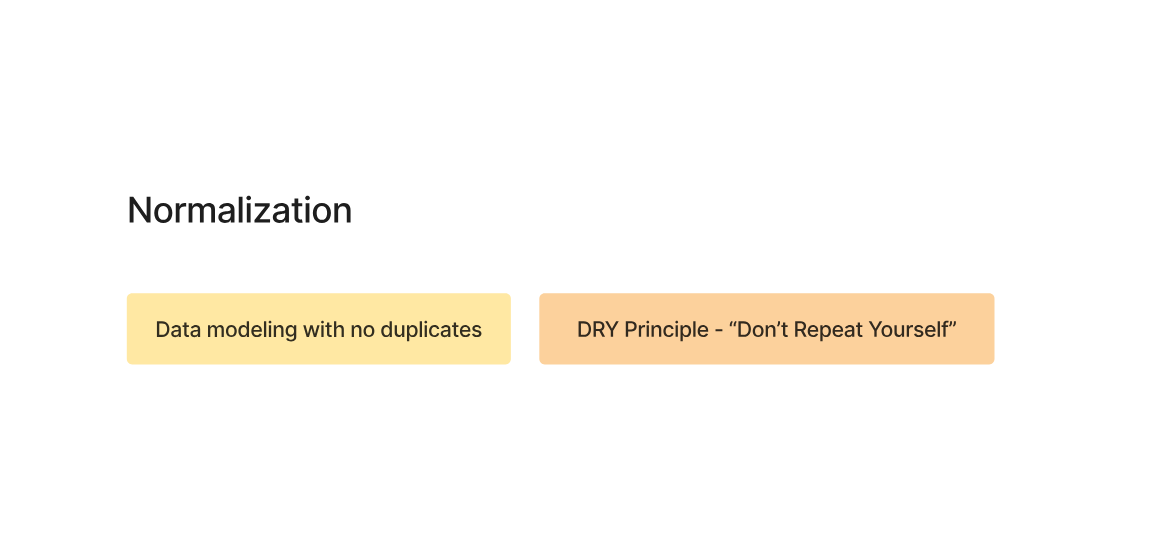 Normalization
Data modeling with no duplicates
DRY Principle - “Don’t Repeat Yourself”